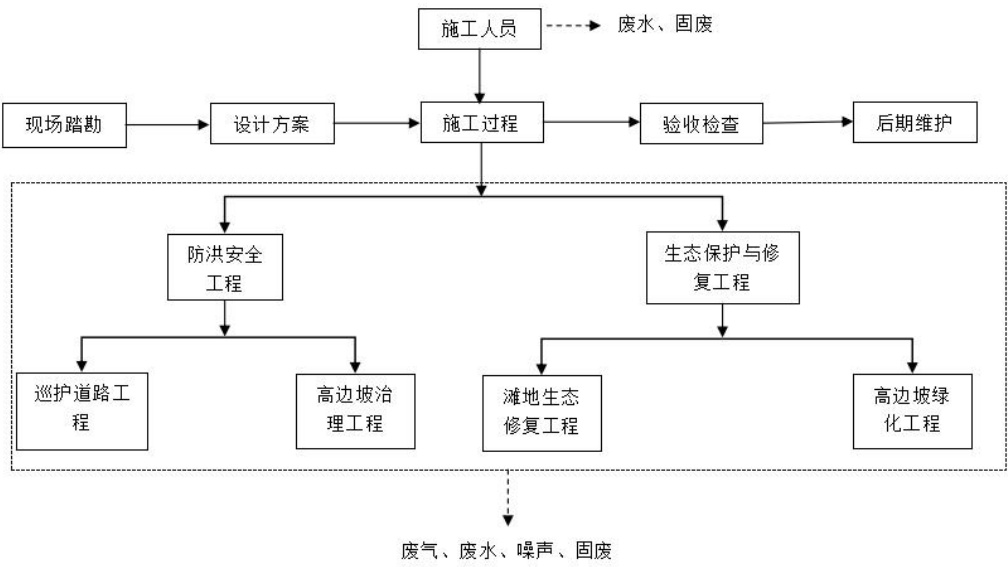 施工人员
废水、固废
现场踏勘
设计方案
施工过程
验收检查
后期维护
防洪安全
工程
生态保护与修
复工程
巡护道路工
程
高边坡治
理工程
滩地生态
修复工程
高边坡绿
化工程
废气、废水、噪声、固废